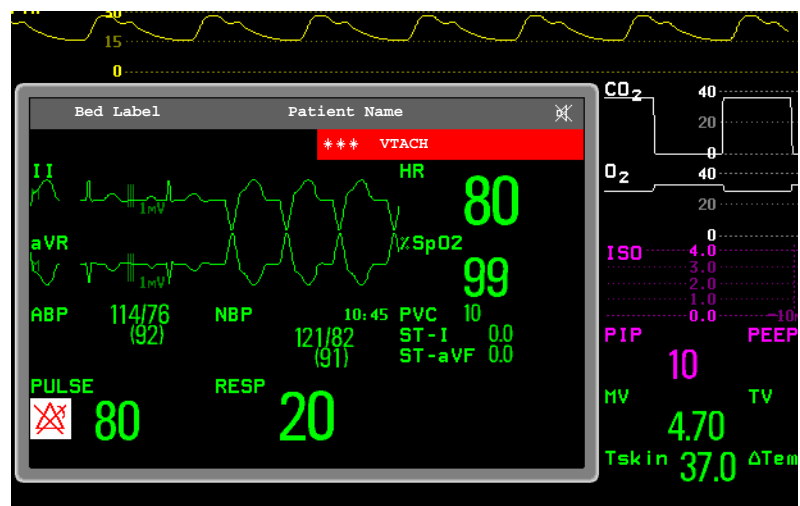 30
15
0
Bed Label Patient Name
*** VTACH
II
1MV
HR
80
aVR
1MV
%SpO2
99
ABP 114/76
(92)
NBP 10:45
121/82
(91)
PVC 10
ST-I 0.0
ST-aVF 0.0
PULSE
80
RESP
20
CO2 40
20
0
O2 40
20
0
ISO 4.0
3.0
2.0
1.0
0.0 -10
PIP PEEP
10
MV TV
4.70
Tskin 37.0 ΔTem